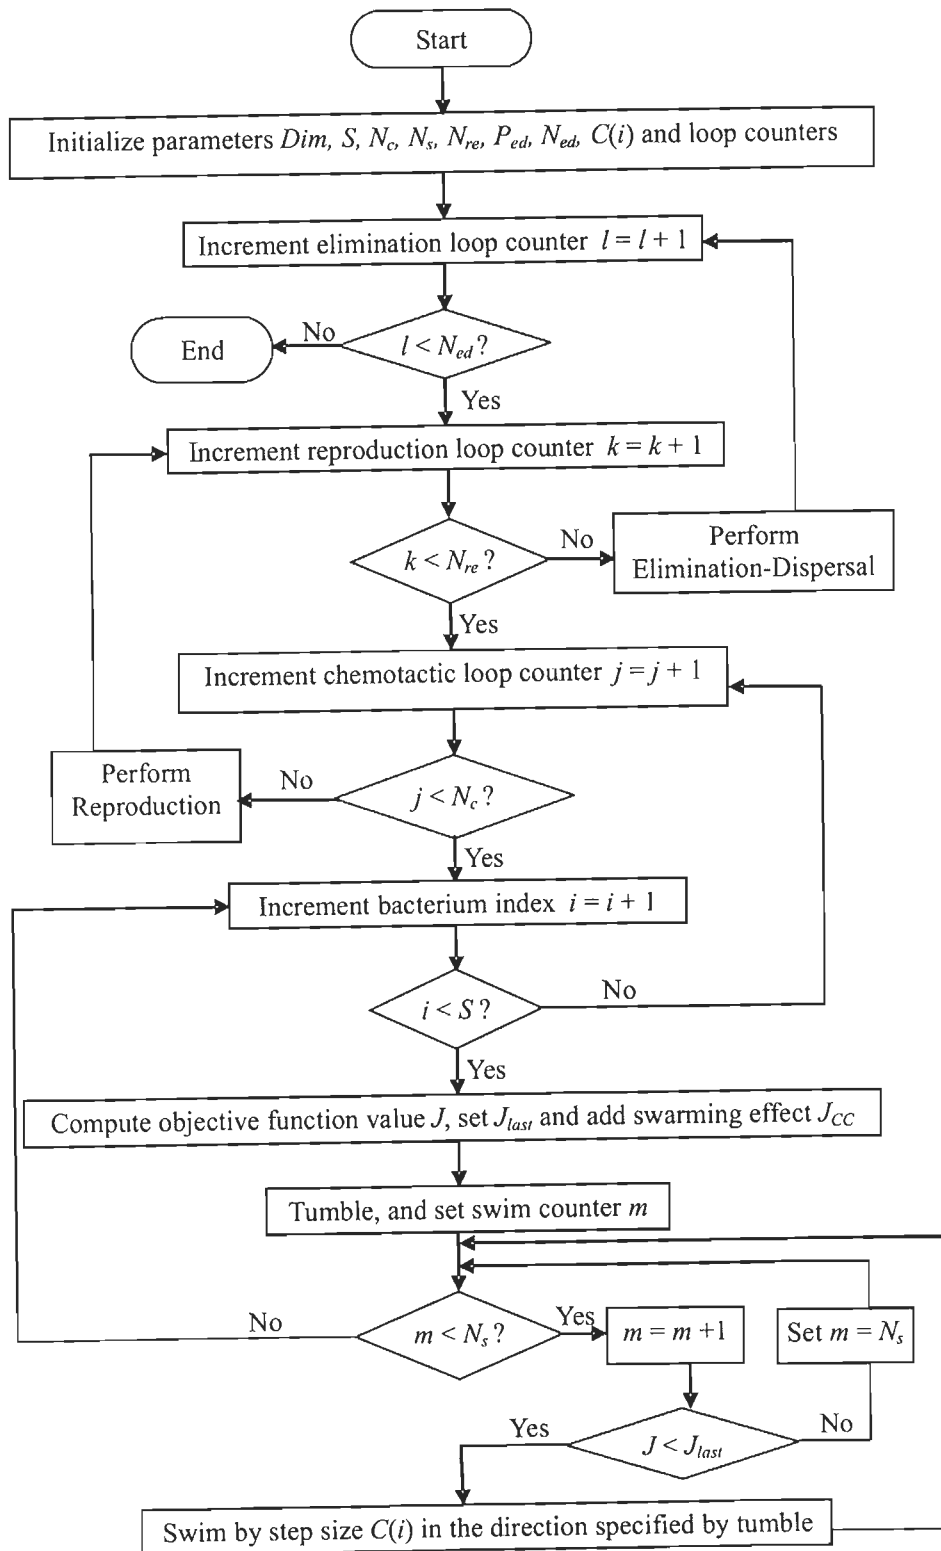 Start
Initialize parameters Dim, S, N_c, N_s, N_re, P_ed, N_ed, C(i) and loop counters
Increment elimination loop counter l = l + 1
No
End
l < N_ed ?
Yes
Increment reproduction loop counter k = k + 1
k < N_re ?
No
Perform
Elimination-Dispersal
Yes
Increment chemotactic loop counter j = j + 1
Perform
Reproduction
No
j < N_c ?
Yes
Increment bacterium index i = i + 1
i < S ?
No
Yes
Compute objective function value J, set J_last and add swarming effect J_CC
Tumble, and set swim counter m
No
m < N_s ?
Yes
m = m +1
Set m = N_s
Yes
J < J_last
No
Swim by step size C(i) in the direction specified by tumble